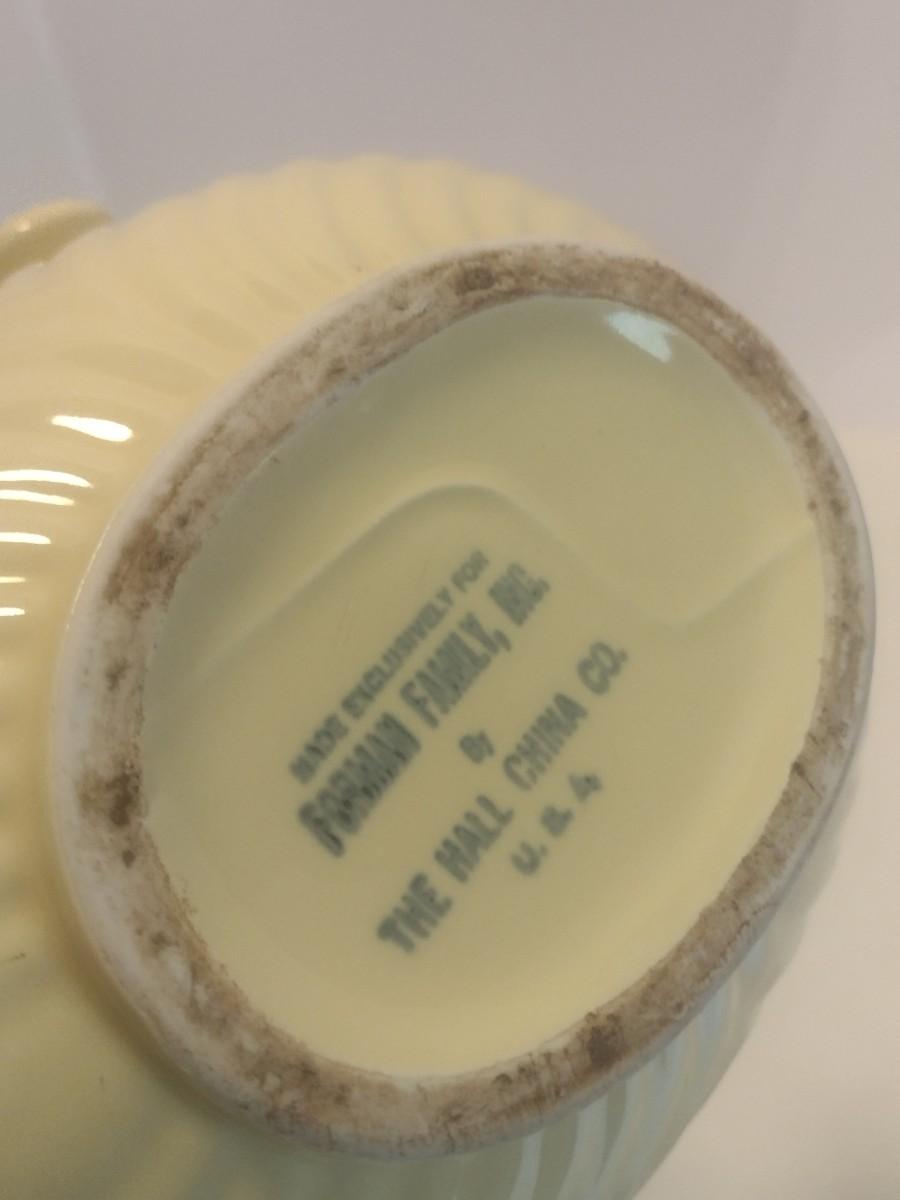 MADE EXCLUSIVELY FOR
FORMAN FAMILY, INC.
By
THE HALL CHINA CO.
U. S. A